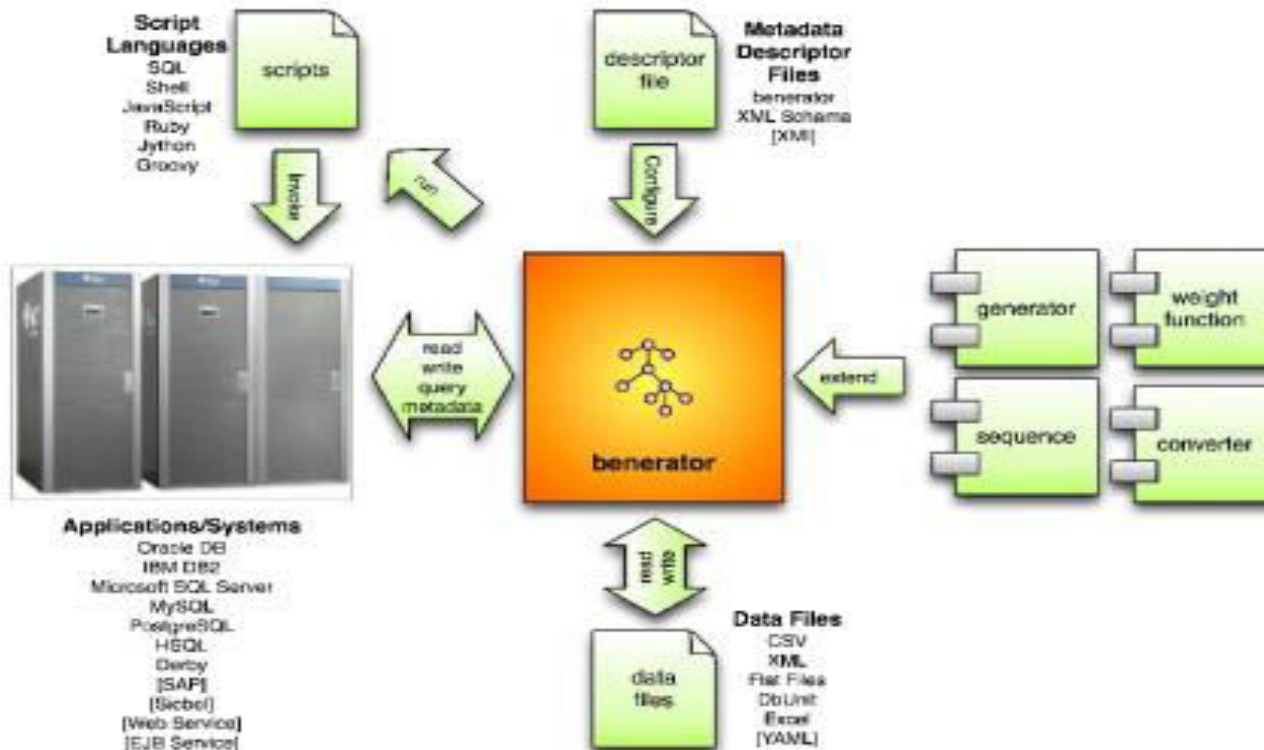 Script
Languages
SQL
Shell
JavaScript
Ruby
Jython
Groovy
scripts
descriptor
file
Metadata
Descriptor
Files
benerator
XML Schema
[XMI]
Invoke
run
Configure
read
write
query
metadata
benerator
extend
generator
weight
function
sequence
converter
Applications/Systems
Oracle DB
IBM DB2
Microsoft SQL Server
MySQL
PostgreSQL
HSQL
Derby
[SAP]
[Siebel]
[Web Service]
[EJB Service]
read
write
data
files
Data Files
CSV
XML
Flat Files
DbUnit
Excel
[YAML]